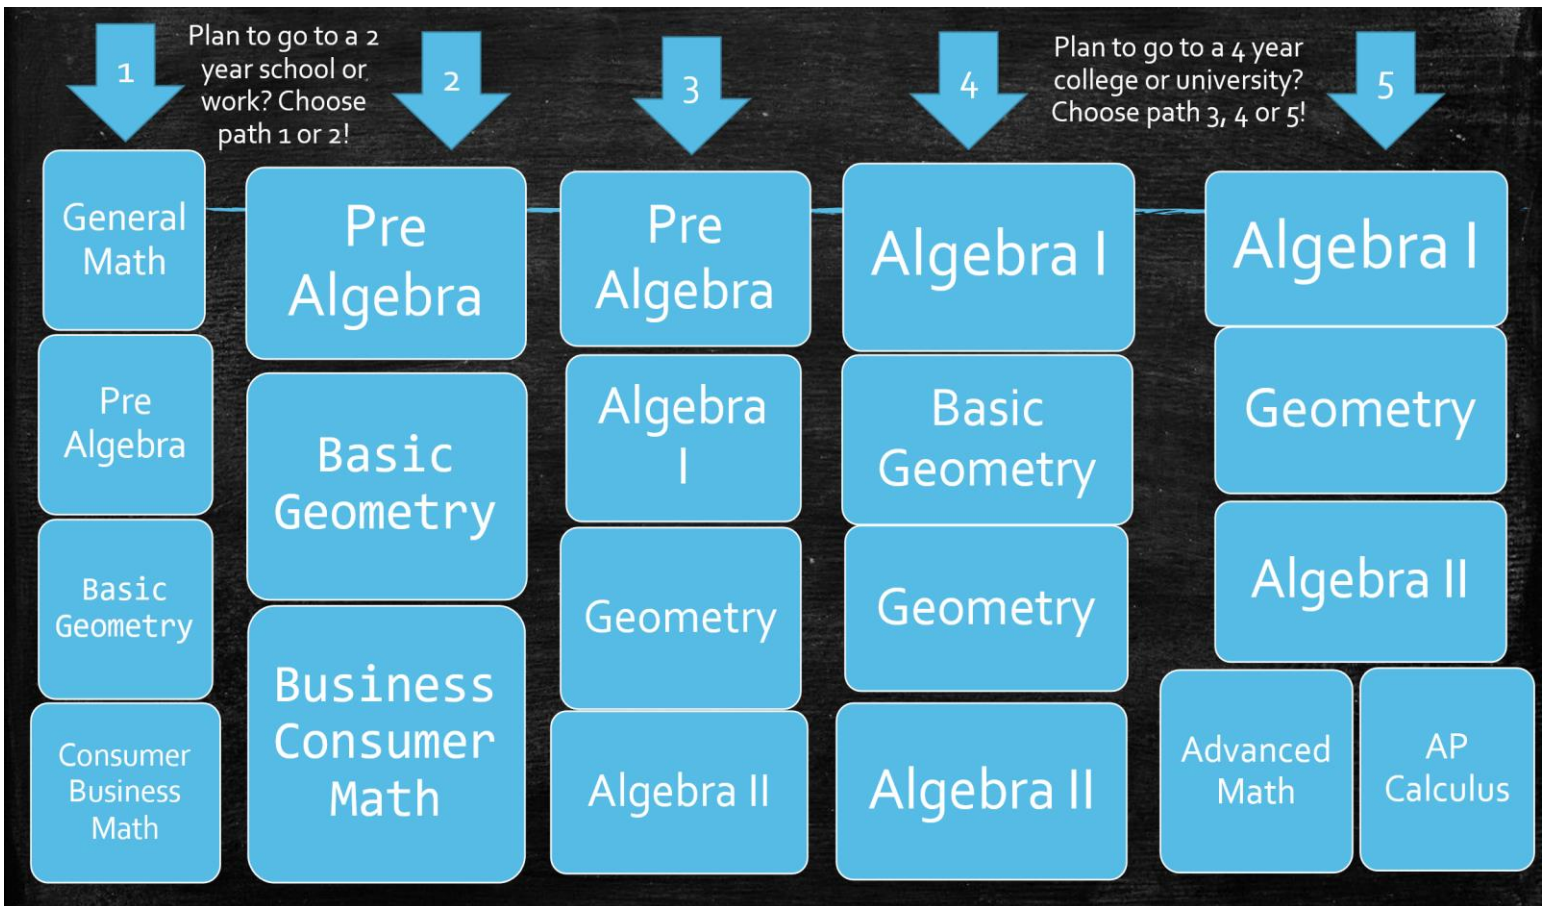 1
Plan to go to a 2
year school or
work? Choose
path 1 or 2!
2
3
4
Plan to go to a 4 year
college or university?
Choose path 3, 4 or 5!
5
General
Math
Pre
Algebra
Basic
Geometry
Consumer
Business
Math
Pre
Algebra
Basic
Geometry
Business
Consumer
Math
Pre
Algebra
Algebra
I
Geometry
Algebra II
Algebra I
Basic
Geometry
Geometry
Algebra II
Algebra I
Geometry
Algebra II
Advanced
Math
AP
Calculus